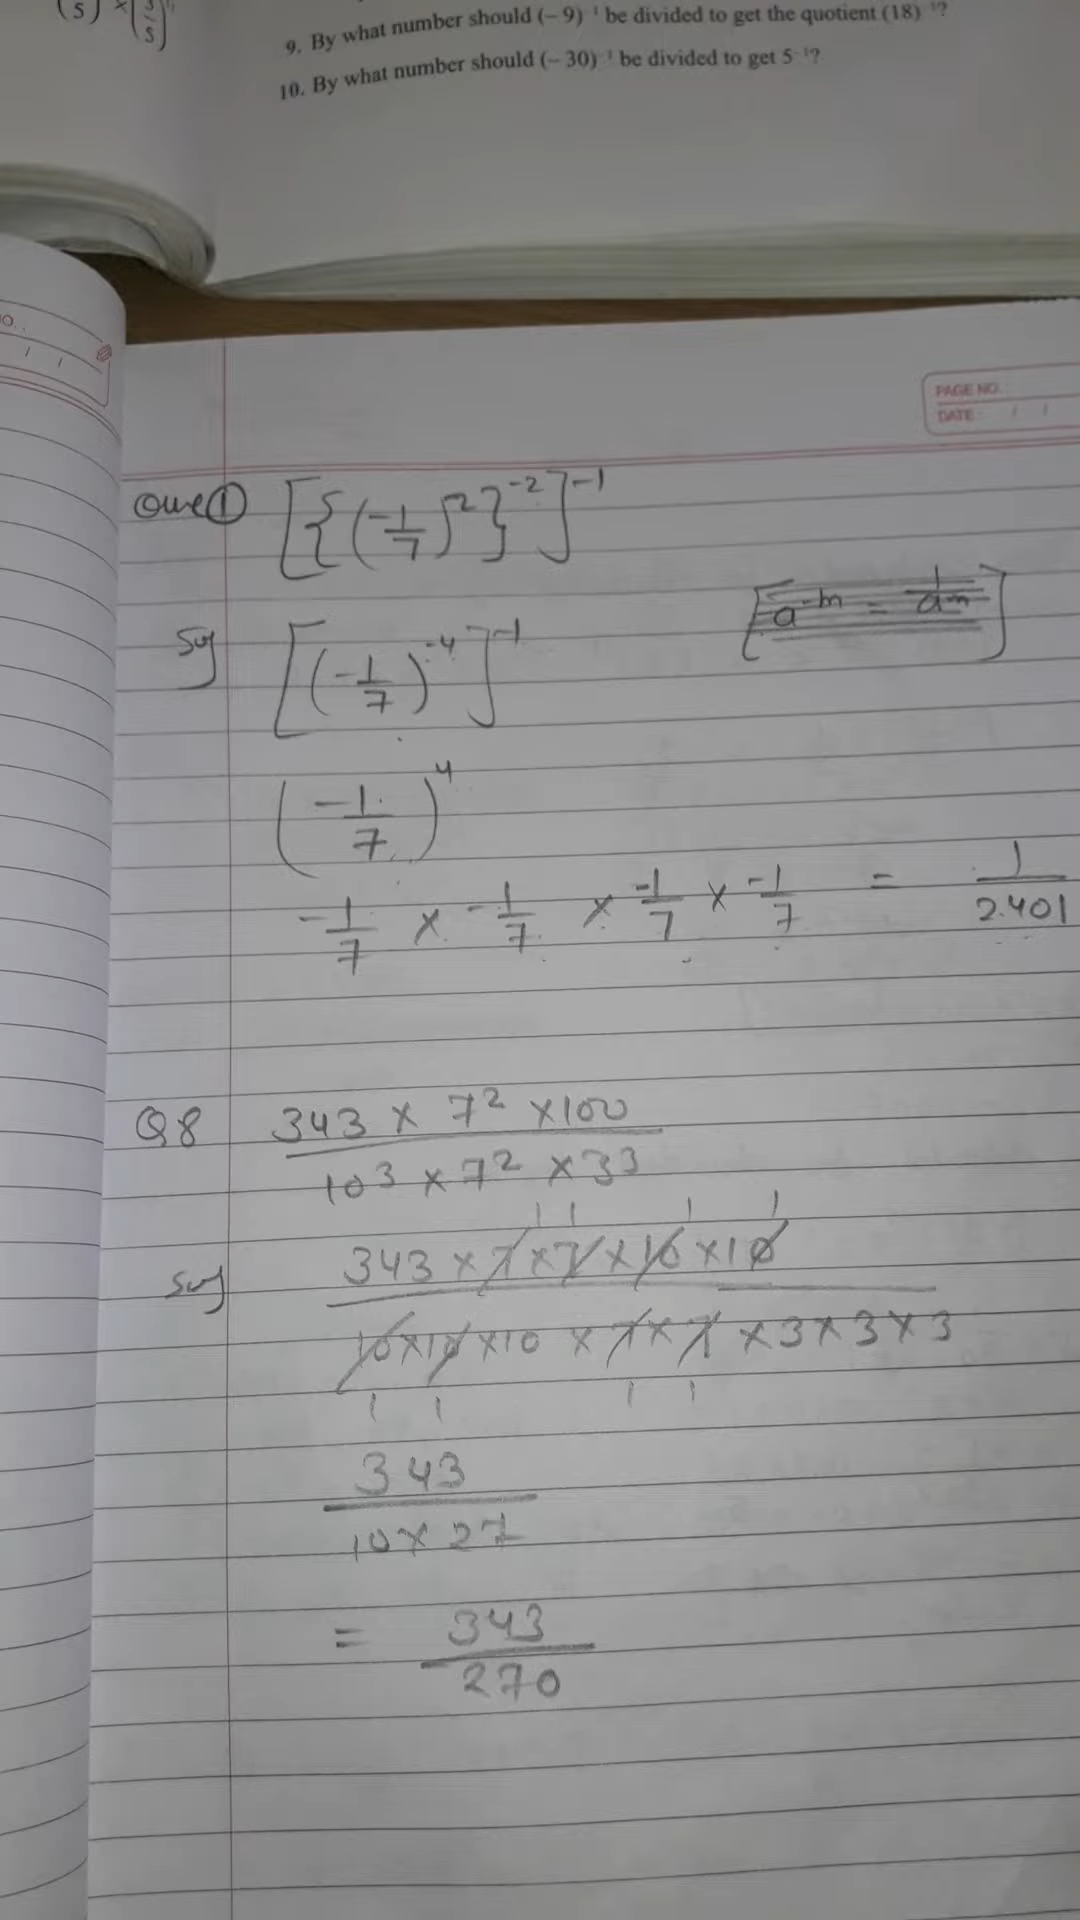 9. By what number should (– 9)⁻¹ be divided to get the quotient (18)⁻¹?
10. By what number should (– 30)⁻¹ be divided to get 5⁻¹?
PAGE NO.
DATE / /
Que① [{(-1/7)²}⁻²]⁻¹
[a⁻ᵐ = 1/aᵐ]
Sol [(-1/7)⁻⁴]⁻¹
(-1/7)⁴
-1/7 × -1/7 × -1/7 × -1/7 = 1/2401
Q8 343 × 7² × 100
10³ × 7² × 33
Sol 343 × 7 × 7 × 10 × 10
10 × 10 × 10 × 7 × 7 × 3 × 3 × 3
343
10 × 27
= 343
270